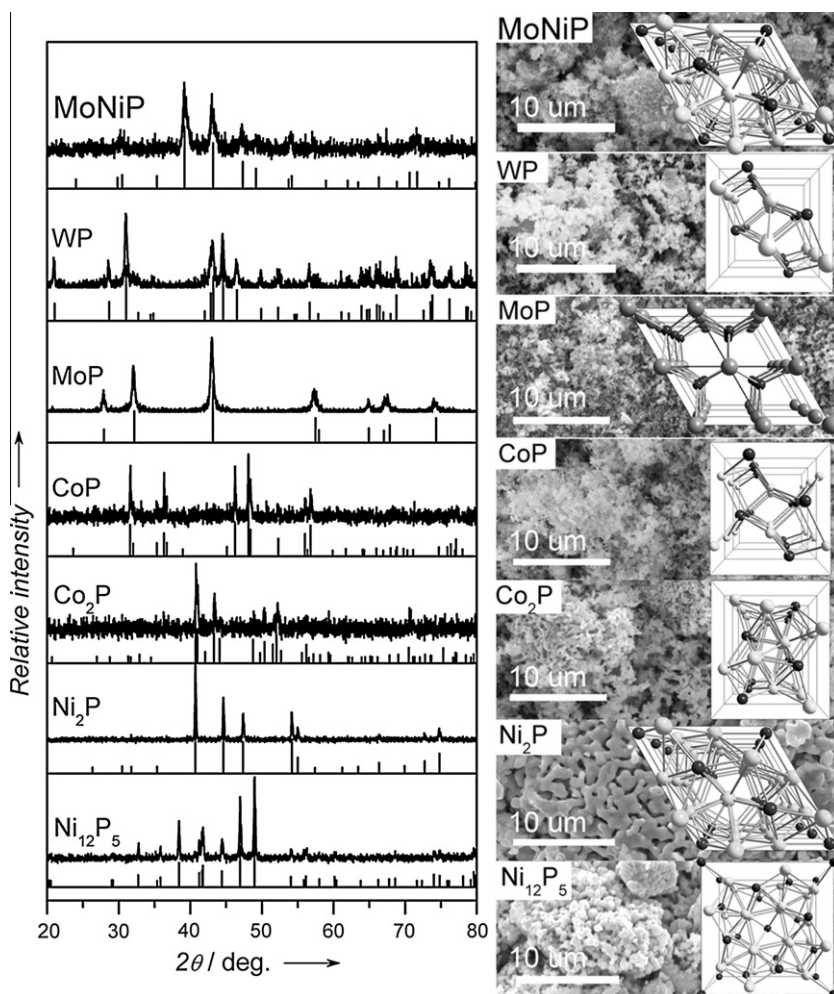 Relative intensity
MoNiP
WP
MoP
CoP
Co₂P
Ni₂P
Ni₁₂P₅
20 30 40 50 60 70 80
2θ / deg.
MoNiP
10 um
WP
10 um
MoP
10 um
CoP
10 um
Co₂P
10 um
Ni₂P
10 um
Ni₁₂P₅
10 um